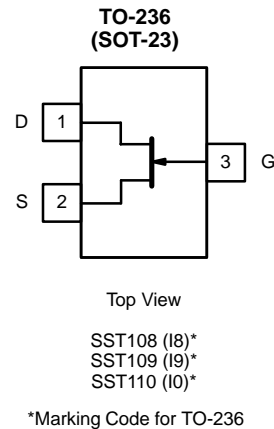 TO-236
(SOT-23)
D 1
3 G
S 2
Top View
SST108 (I8)*
SST109 (I9)*
SST110 (I0)*
*Marking Code for TO-236